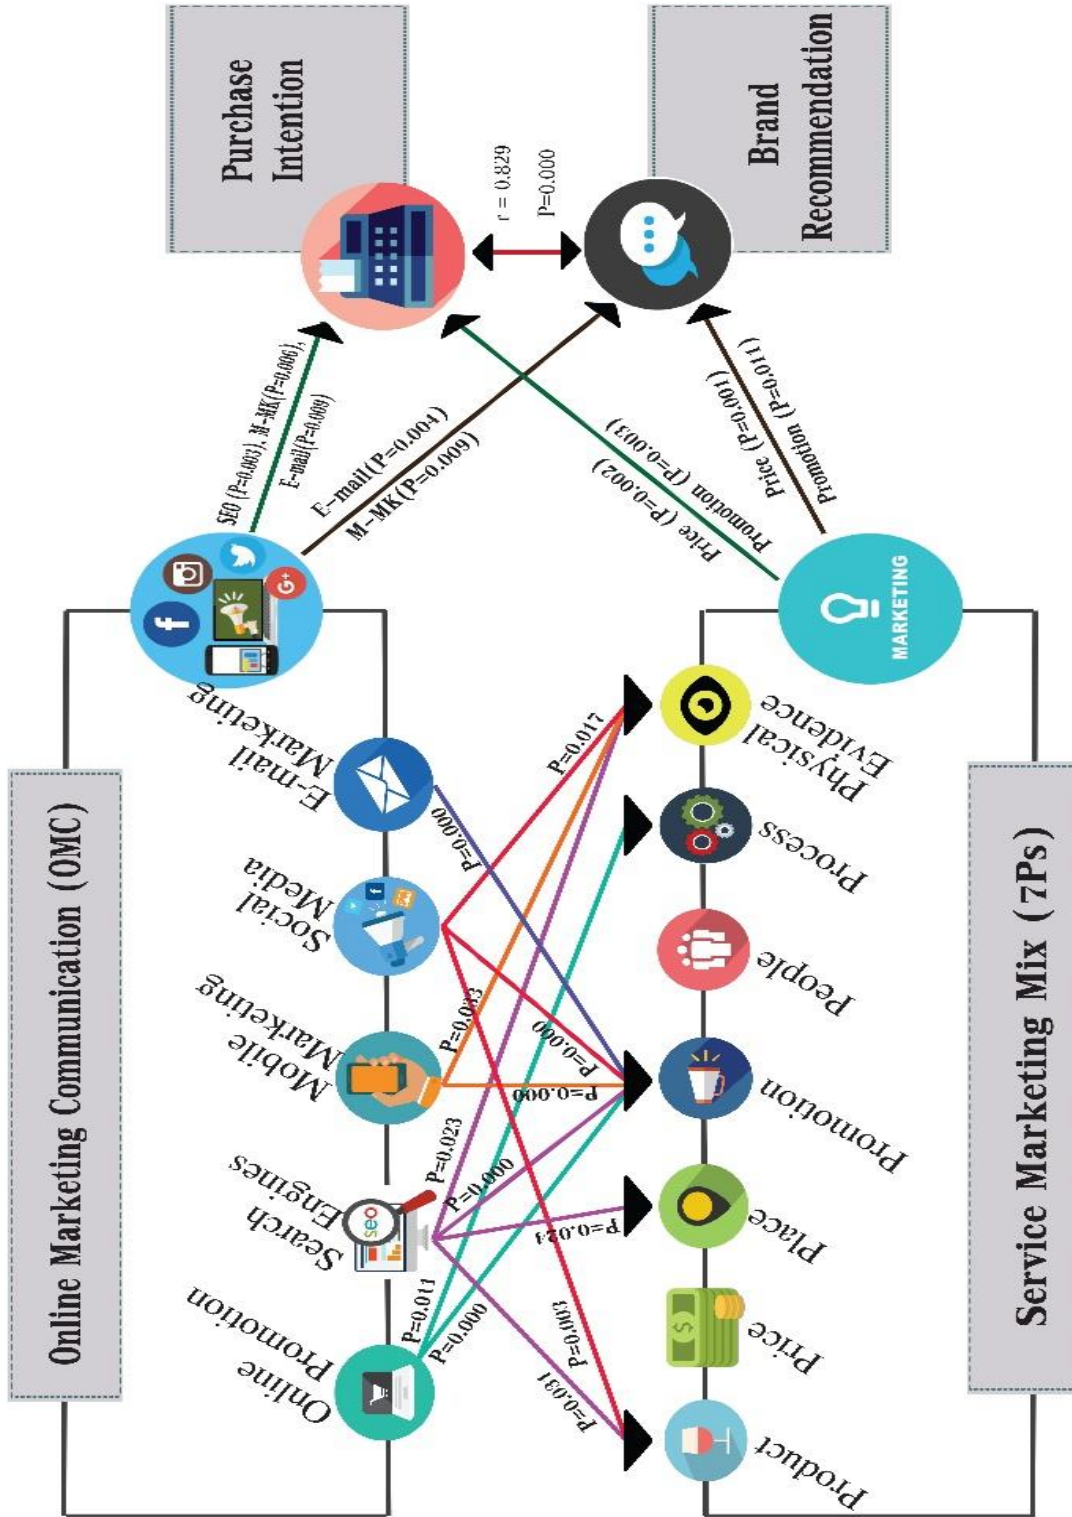 Online Marketing Communication (OMC)
Online
Promotion
Search
Engines
seo
Mobile
Marketing
Social
Media
E-mail
Marketing
f
G+
SEO (P=0.003), M-MK(P=0.006),
E-mail(P=0.009)
E-mail(P=0.004)
M-MK(P=0.009)
Purchase
Intention
r = 0.829
P=0.000
Brand
Recommendation
Price (P=0.002)
Promotion (P=0.003)
Price (P=0.001)
Promotion (P=0.011)
P=0.011
P=0.000
P=0.031
P=0.024
P=0.000
P=0.023
P=0.000
P=0.033
P=0.003
P=0.000
P=0.017
P=0.000
Product
Price
Place
Promotion
People
Process
Physical
Evidence
MARKETING
Service Marketing Mix (7Ps)